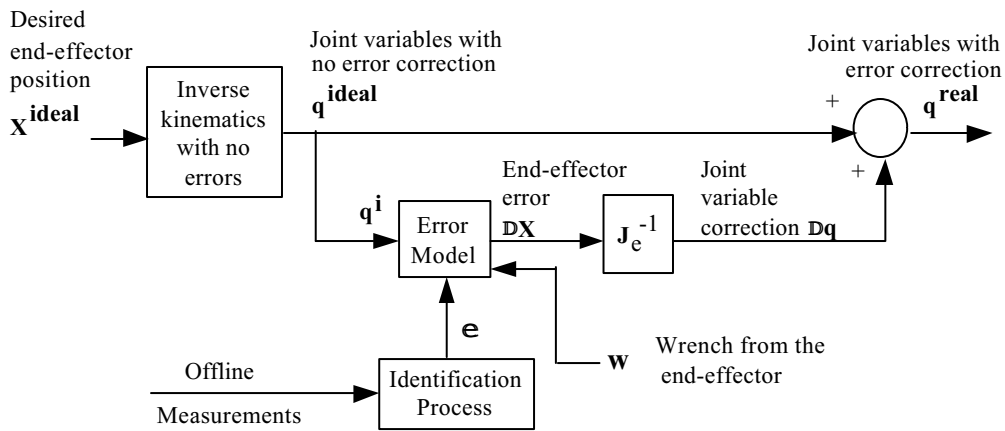 Desired
end-effector
position
X^ideal
Inverse
kinematics
with no
errors
Joint variables with
no error correction
q^ideal
Joint variables with
error correction
q^real
+
+
q^i
Error
Model
End-effector
error
𝔻X
J_e^-1
Joint
variable
correction 𝔻q
e
w
Wrench from the
end-effector
Offline
Measurements
Identification
Process